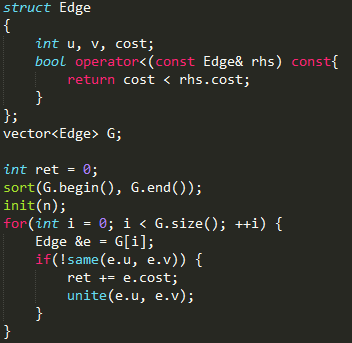 struct Edge
{
    int u, v, cost;
    bool operator<(const Edge& rhs) const{
        return cost < rhs.cost;
    }
};
vector<Edge> G;

int ret = 0;
sort(G.begin(), G.end());
init(n);
for(int i = 0; i < G.size(); ++i) {
    Edge &e = G[i];
    if(!same(e.u, e.v)) {
        ret += e.cost;
        unite(e.u, e.v);
    }
}